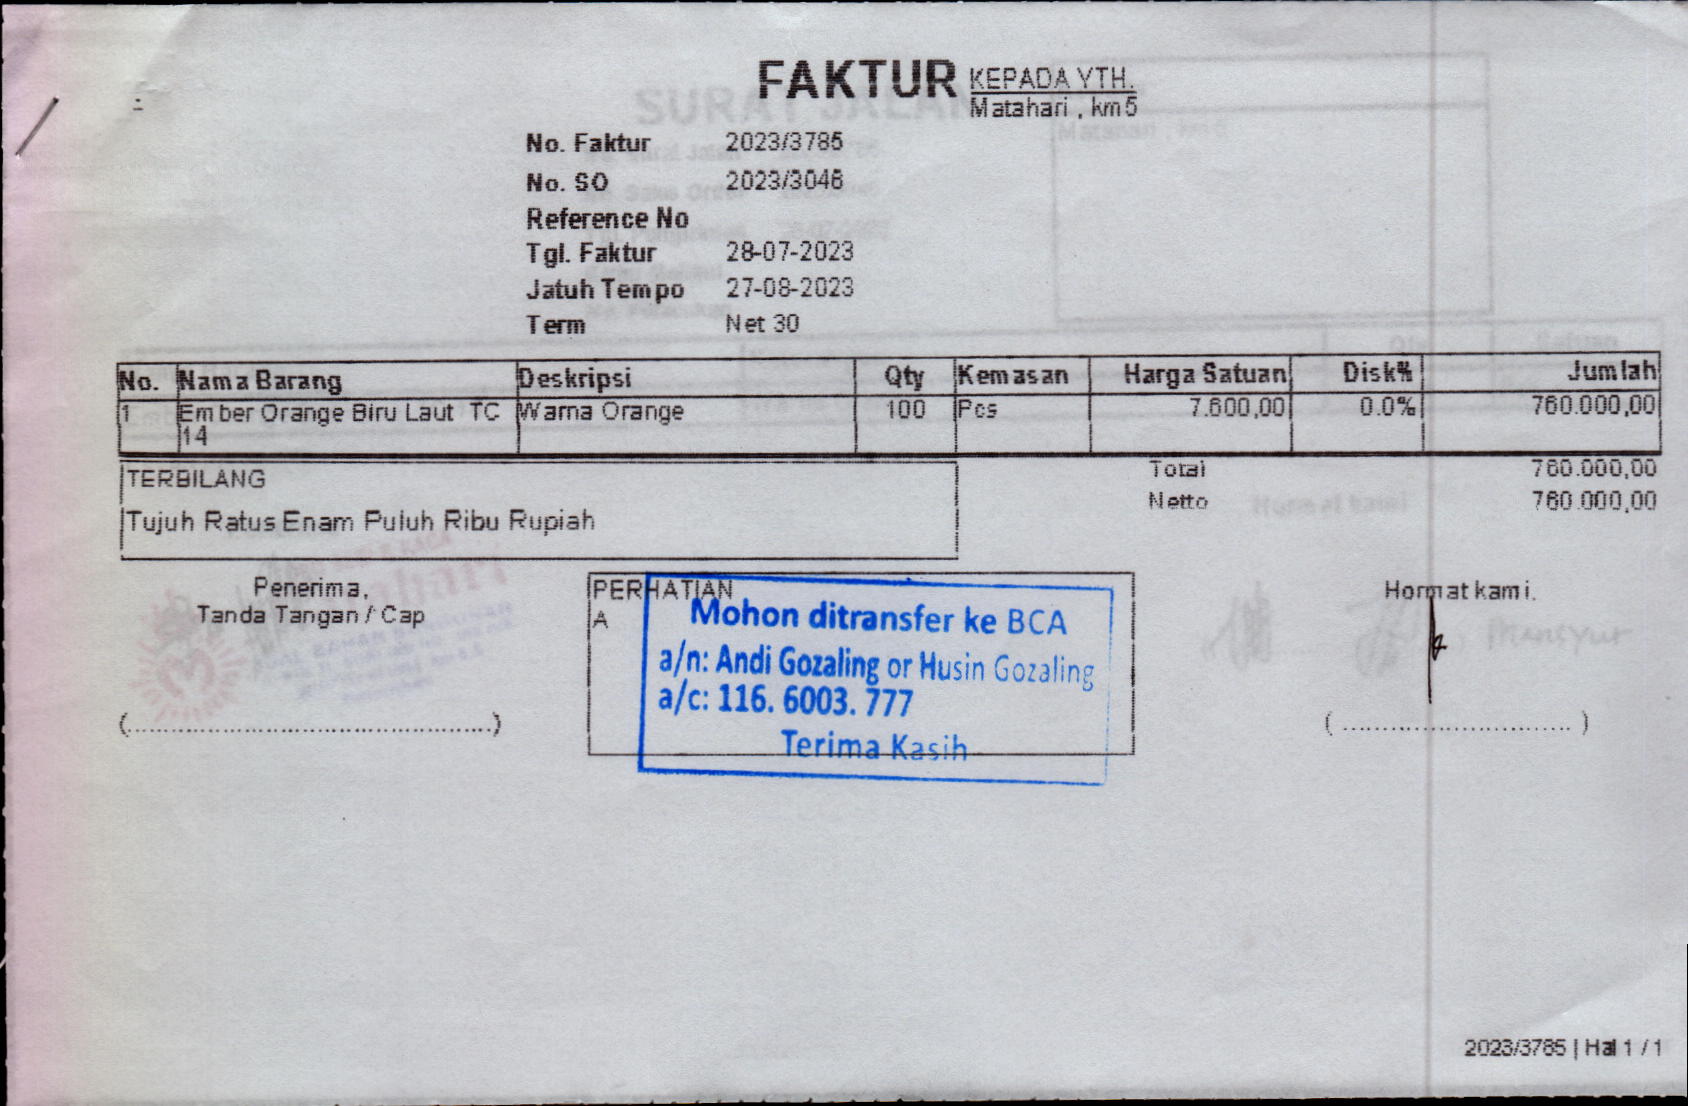 FAKTUR
KEPADA YTH.
Matahari , km5
No. Faktur 2023/3785
No. SO 2023/3046
Reference No
Tgl. Faktur 28-07-2023
Jatuh Tempo 27-08-2023
Term Net 30
No. Nama Barang Deskripsi Qty Kemasan Harga Satuan Disk% Jumlah
1 Ember Orange Biru Laut TC 14 Warna Orange 100 Pcs 7.600,00 0.0% 760.000,00
TERBILANG
Tujuh Ratus Enam Puluh Ribu Rupiah
Total 760.000,00
Netto 760.000,00
Penerima,
Tanda Tangan / Cap
(...............................................)
PERHATIAN
A
Mohon ditransfer ke BCA
a/n: Andi Gozaling or Husin Gozaling
a/c: 116. 6003. 777
Terima Kasih
Hormat kami.
( ............................. )
2023/3785 | Hal 1 / 1